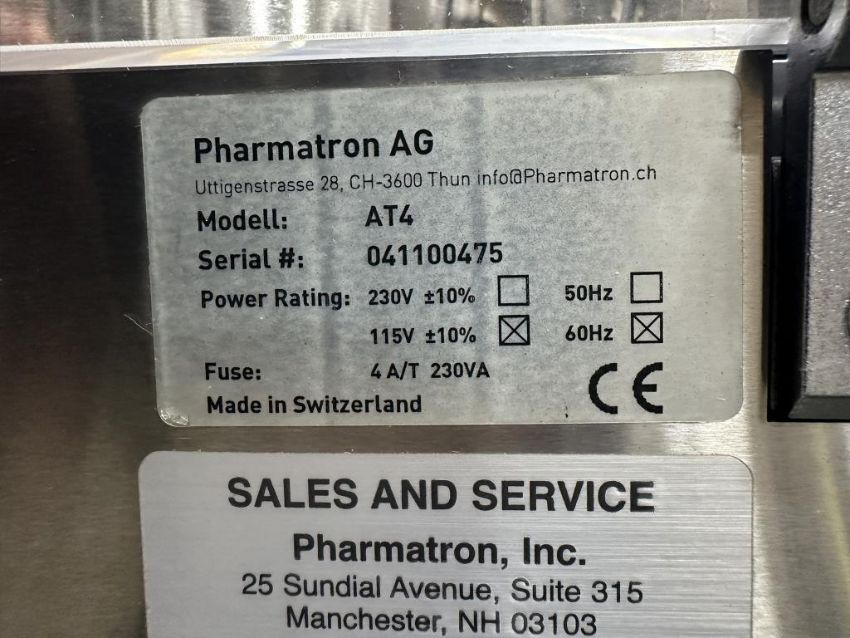 Pharmatron AG
Uttigenstrasse 28, CH-3600 Thun info@Pharmatron.ch
Modell: AT4
Serial #: 041100475
Power Rating: 230V ±10% ☐ 50Hz ☐
115V ±10% ☒ 60Hz ☒
Fuse: 4 A/T 230VA
Made in Switzerland CE
SALES AND SERVICE
Pharmatron, Inc.
25 Sundial Avenue, Suite 315
Manchester, NH 03103